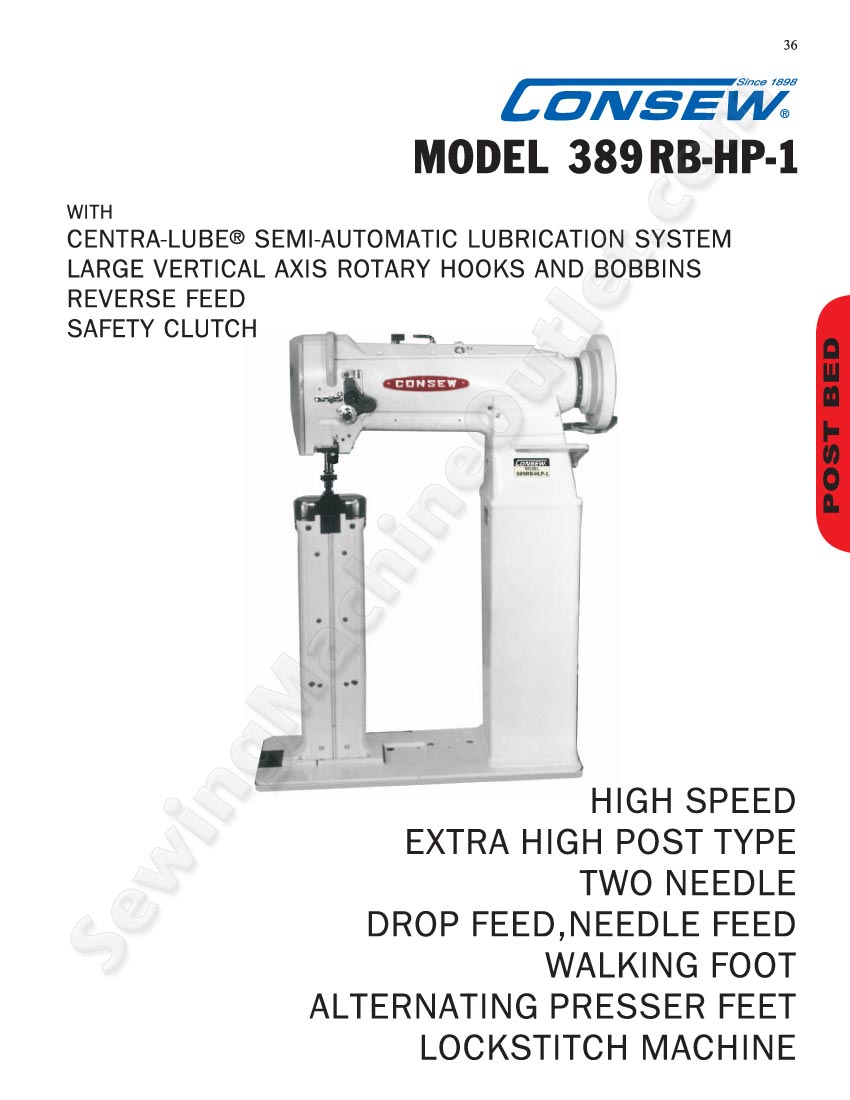 36
Since 1898
CONSEW®
MODEL 389RB-HP-1
WITH
CENTRA-LUBE® SEMI-AUTOMATIC LUBRICATION SYSTEM
LARGE VERTICAL AXIS ROTARY HOOKS AND BOBBINS
REVERSE FEED
SAFETY CLUTCH
CONSEW
CONSEW
MODEL
389RB-HLP-1
POST BED
HIGH SPEED
EXTRA HIGH POST TYPE
TWO NEEDLE
DROP FEED,NEEDLE FEED
WALKING FOOT
ALTERNATING PRESSER FEET
LOCKSTITCH MACHINE
SewingMachineOutlet.com